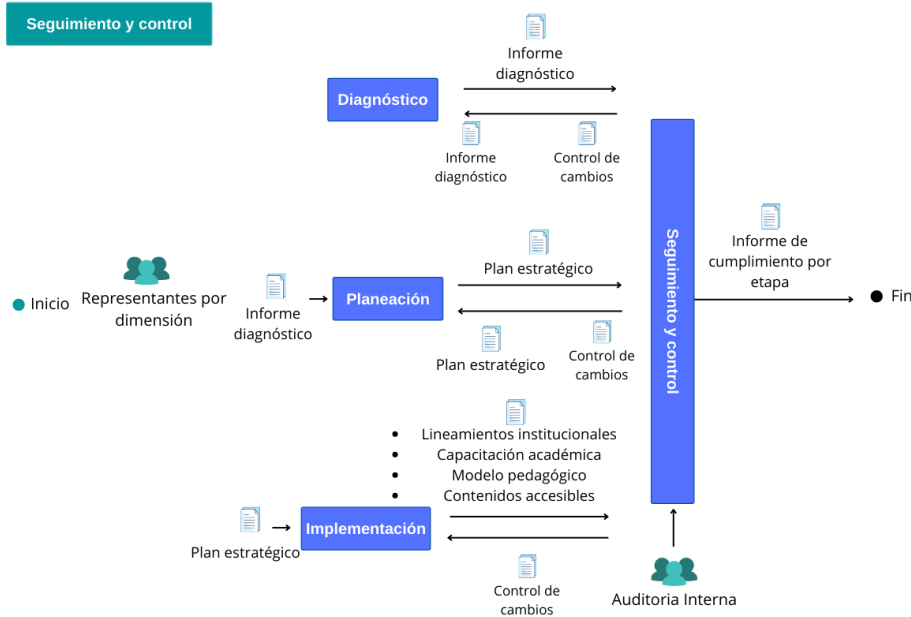 Seguimiento y control
Informe
diagnóstico
Diagnóstico
Informe
diagnóstico
Control de
cambios
Inicio
Representantes por
dimensión
Informe
diagnóstico
Planeación
Plan estratégico
Plan estratégico
Control de
cambios
Seguimiento y control
Informe de
cumplimiento por
etapa
Fin
• Lineamientos institucionales
• Capacitación académica
• Modelo pedagógico
• Contenidos accesibles
Plan estratégico
Implementación
Control de
cambios
Auditoria Interna